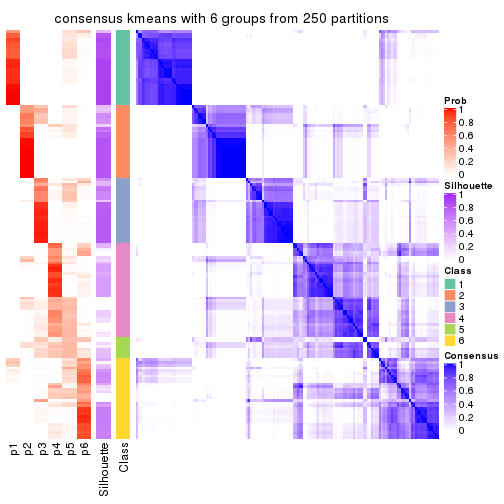 consensus kmeans with 6 groups from 250 partitions
Prob
1
0.8
0.6
0.4
0.2
0
Silhouette
1
0.8
0.6
0.4
0.2
0
Class
1
2
3
4
5
6
Consensus
1
0.8
0.6
0.4
0.2
0
p1
p2
p3
p4
p5
p6
Silhouette
Class